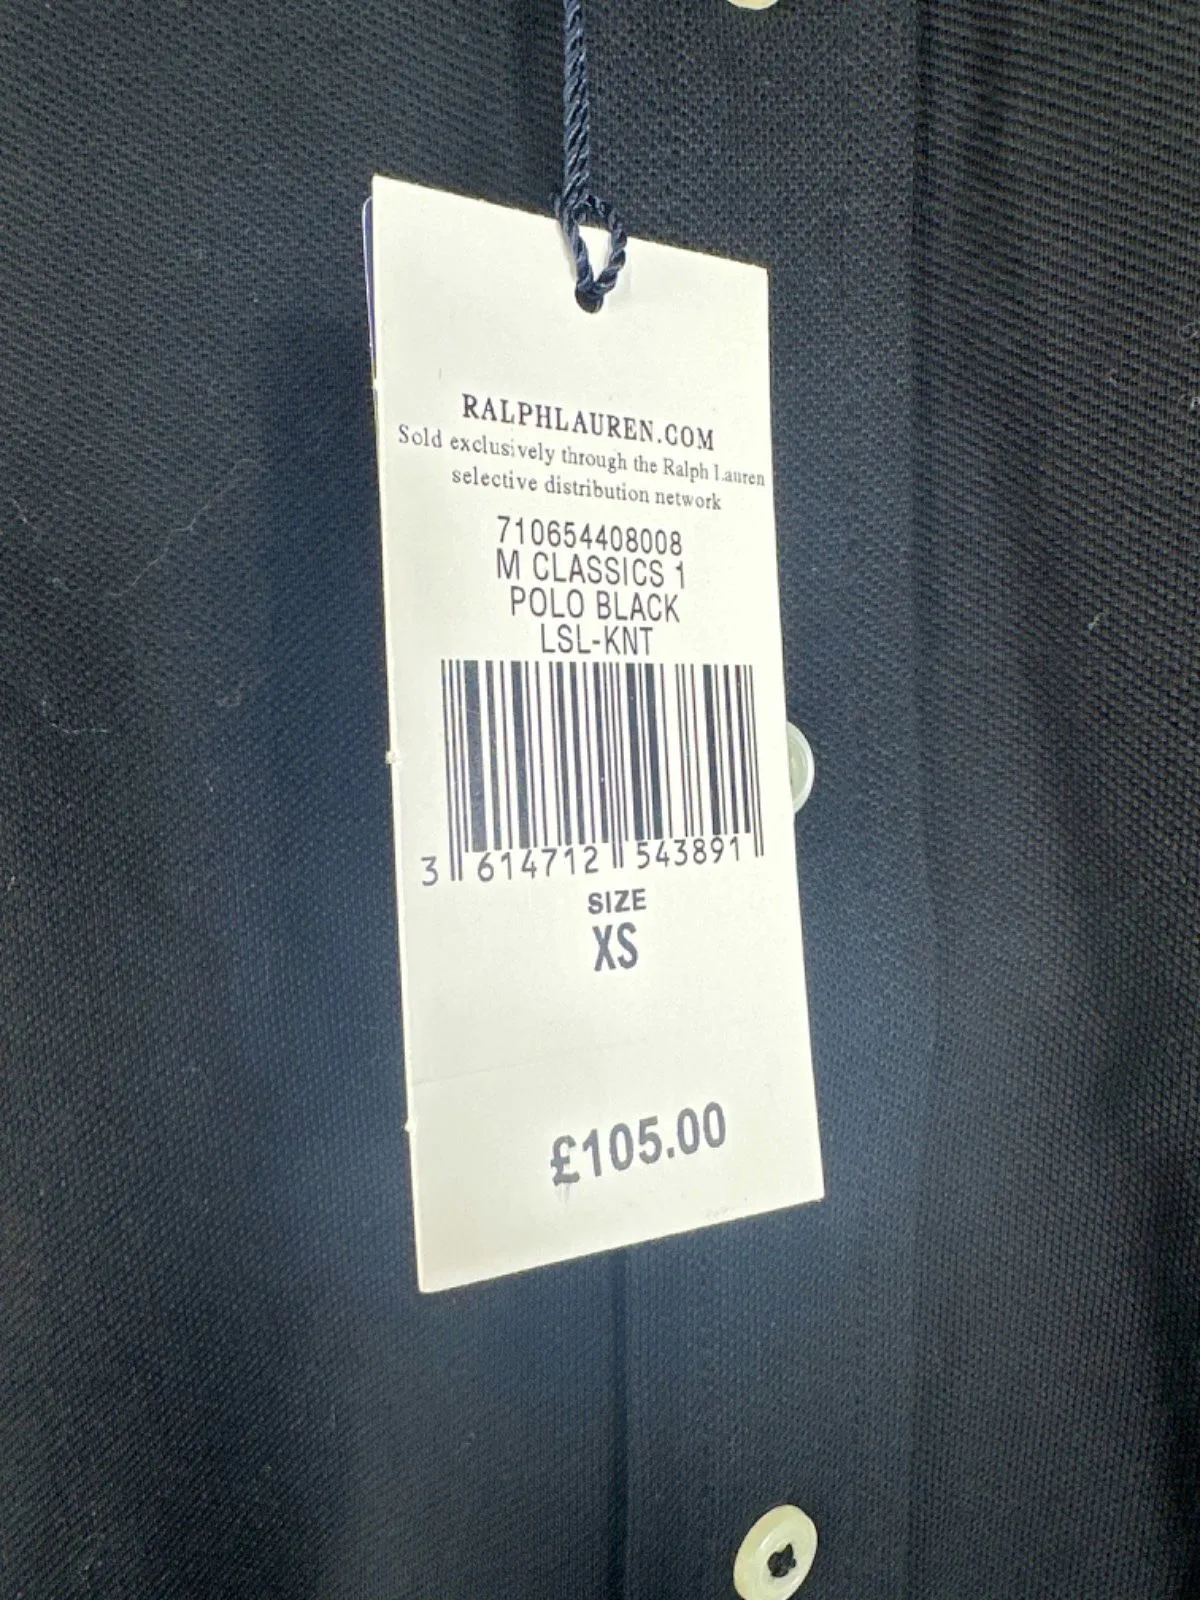 RALPHLAUREN.COM
Sold exclusively through the Ralph Lauren
selective distribution network
710654408008
M CLASSICS 1
POLO BLACK
LSL-KNT
3 614712 543891
SIZE
XS
£105.00